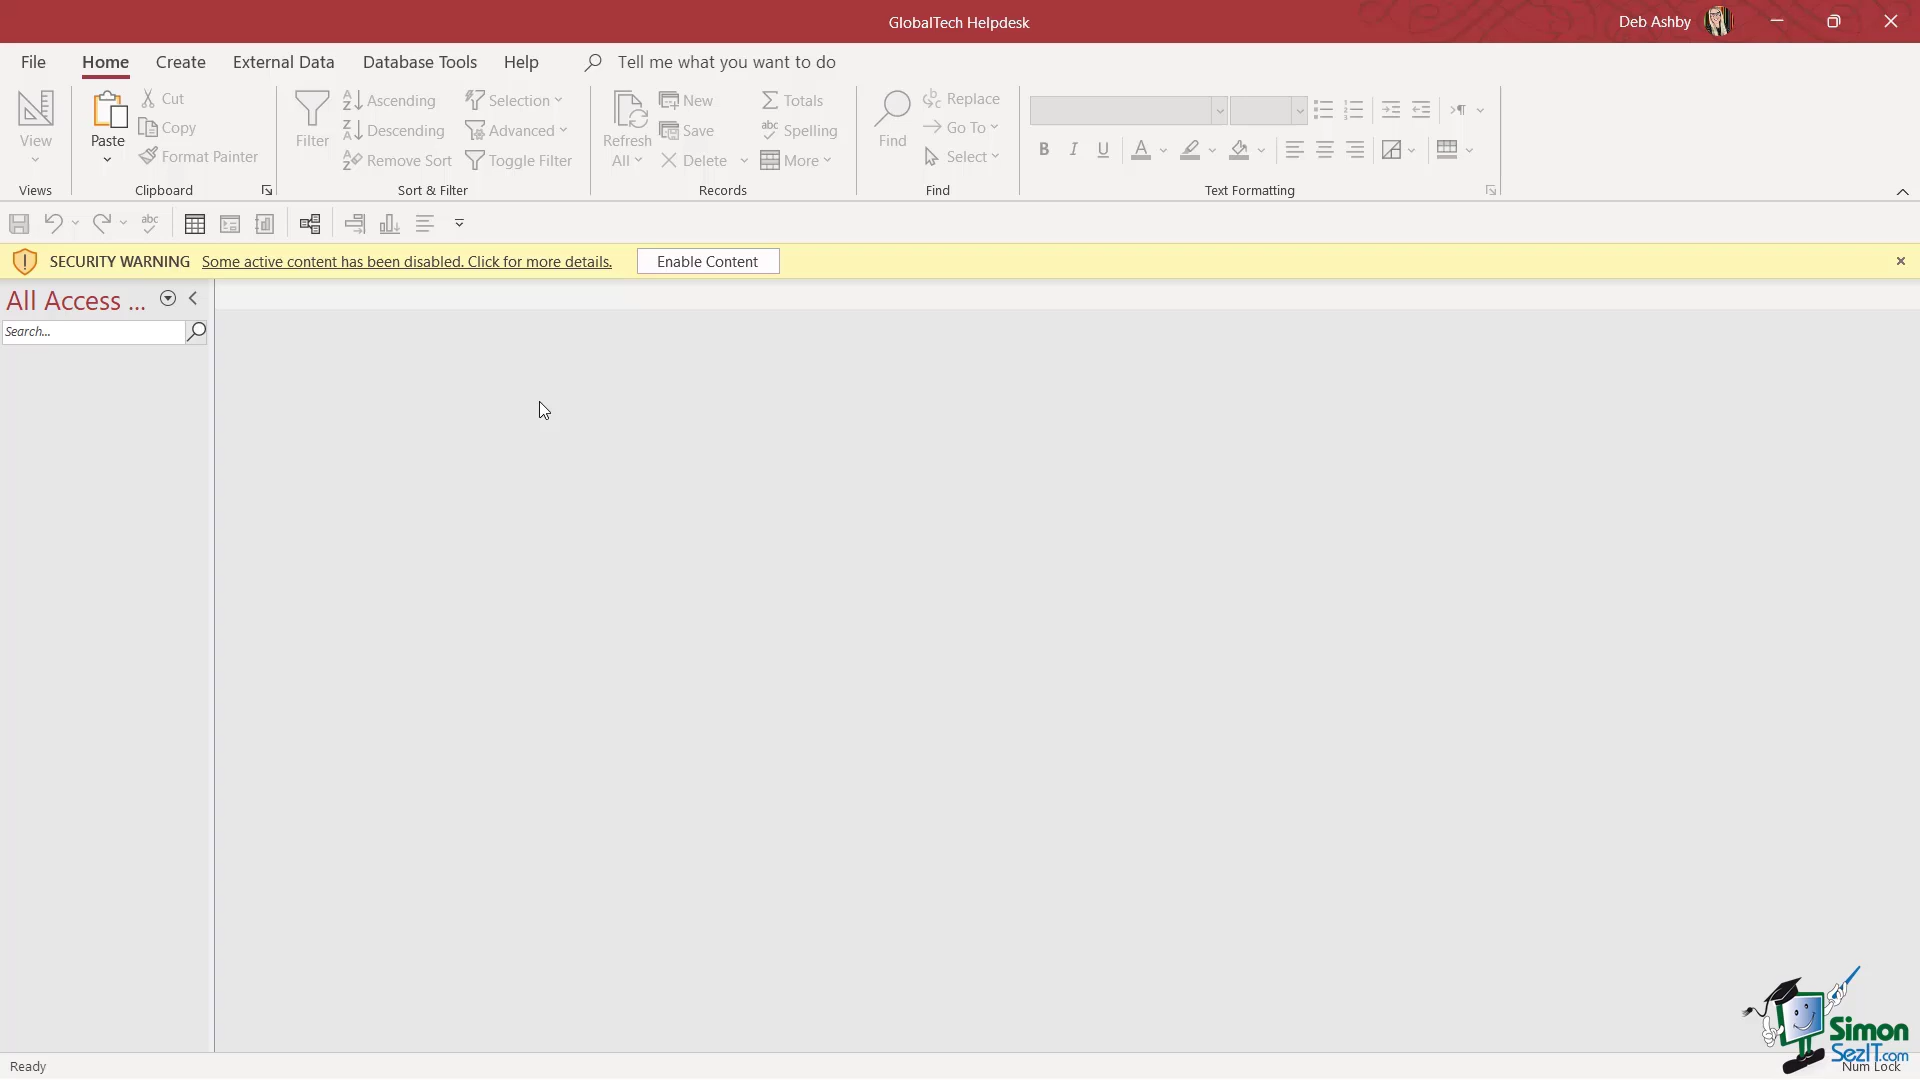 GlobalTech Helpdesk
Deb Ashby
File Home Create External Data Database Tools Help Tell me what you want to do
View
Views
Paste
Cut
Copy
Format Painter
Clipboard
Filter
Ascending
Descending
Remove Sort
Selection
Advanced
Toggle Filter
Sort & Filter
Refresh
All
New
Save
Delete
Totals
Spelling
More
Records
Find
Replace
Go To
Select
Find
B I U A
Text Formatting
SECURITY WARNING Some active content has been disabled. Click for more details. Enable Content
All Access ...
Search...
Ready
Simon
SezIT.com
Num Lock